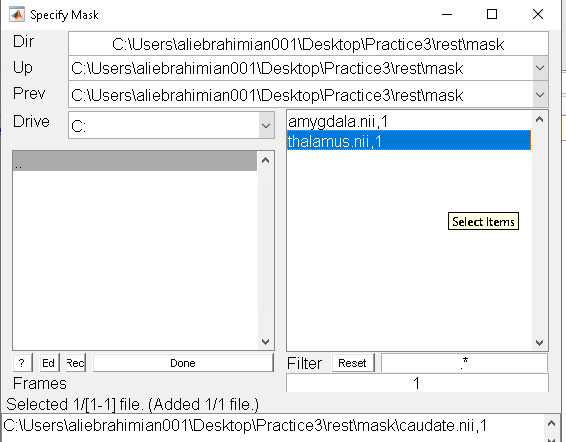 Specify Mask
Dir C:\Users\aliebrahimian001\Desktop\Practice3\rest\mask
Up C:\Users\aliebrahimian001\Desktop\Practice3\rest\mask
Prev C:\Users\aliebrahimian001\Desktop\Practice3\rest\mask
Drive C:
amygdala.nii,1
thalamus.nii,1
..
Select Items
? Ed Rec Done Filter Reset .*
Frames 1
Selected 1/[1-1] file. (Added 1/1 file.)
C:\Users\aliebrahimian001\Desktop\Practice3\rest\mask\caudate.nii,1